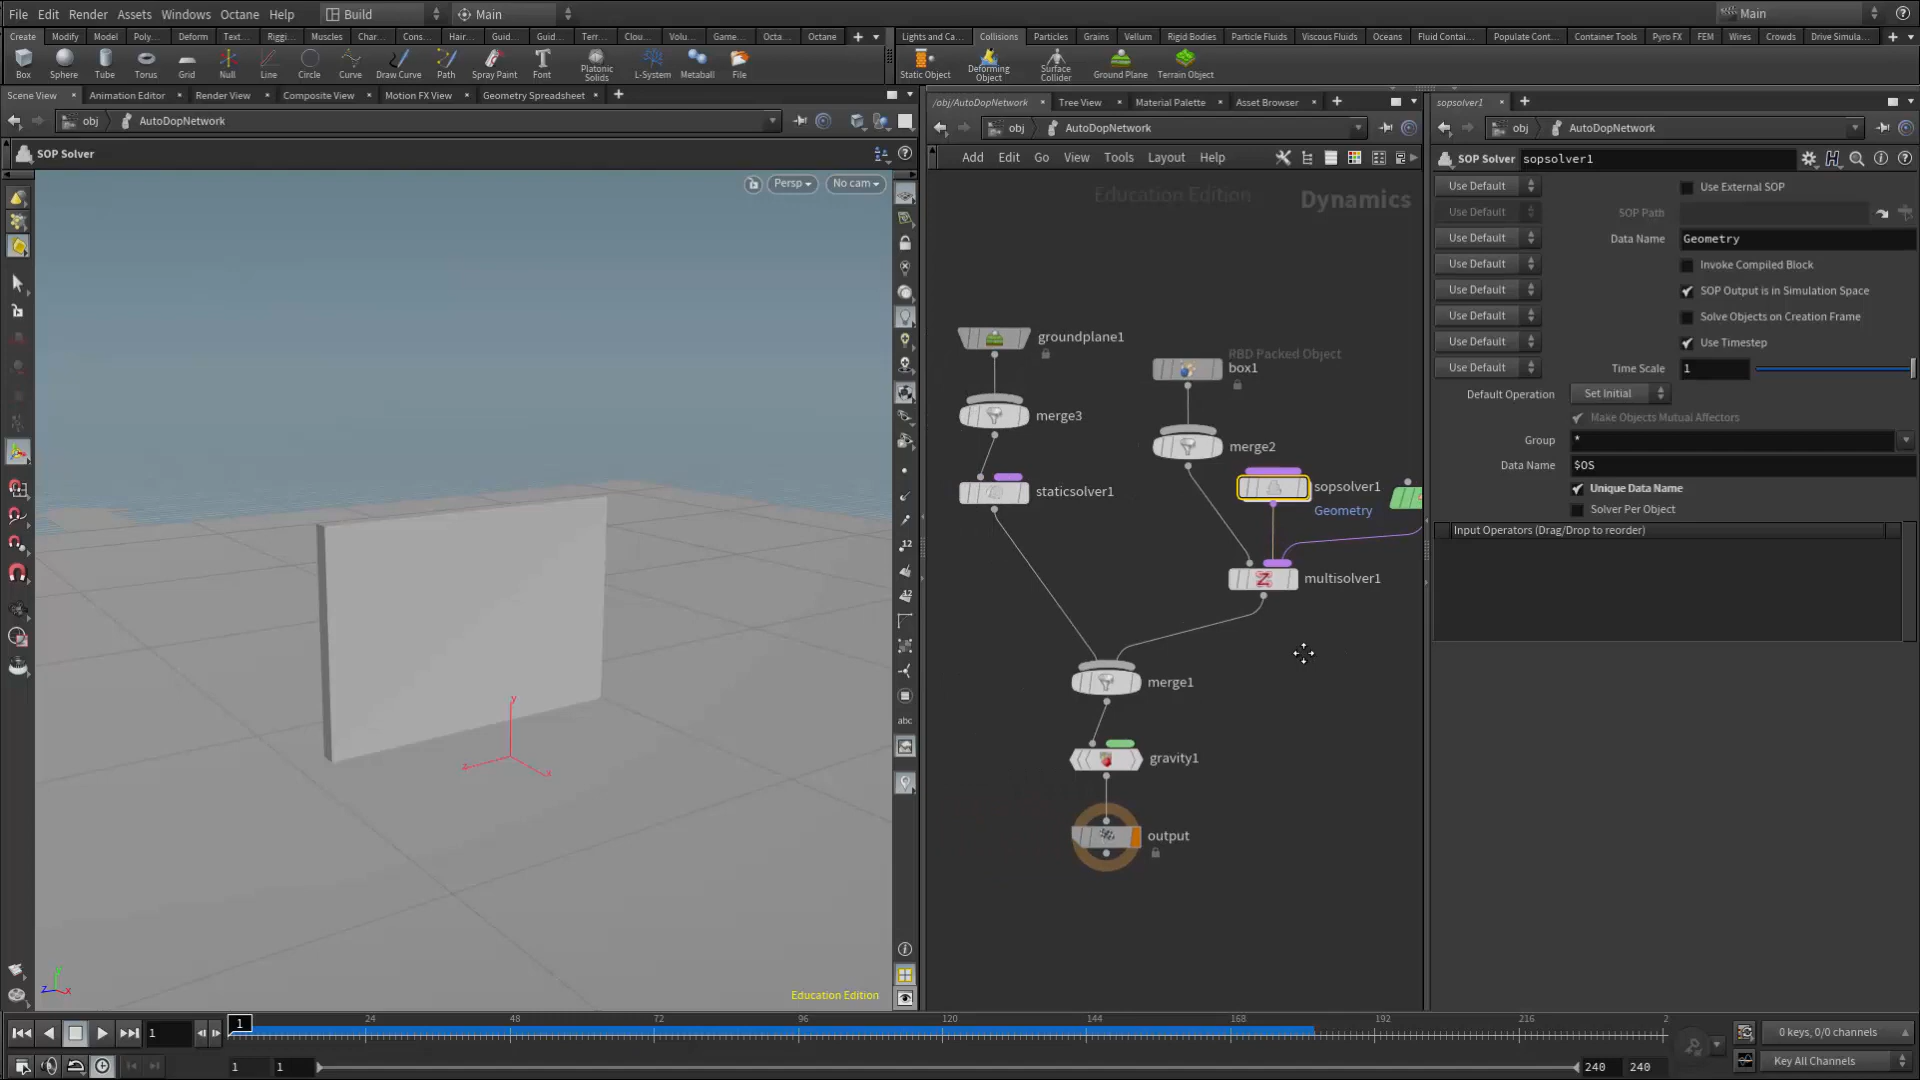 File Edit Render Assets Windows Octane Help Build Main Main
Create Modify Model Poly... Deform Text... Riggi... Muscles Char... Cons... Hair... Guid... Guid... Terr... Clou... Volu... Game... Octa... Octane
Lights and Ca... Collisions Particles Grains Vellum Rigid Bodies Particle Fluids Viscous Fluids Oceans Fluid Contai... Populate Cont... Container Tools Pyro FX FEM Wires Crowds Drive Simula...
Box Sphere Tube Torus Grid Null Line Circle Curve Draw Curve Path Spray Paint Font Platonic Solids L-System Metaball File
Static Object Deforming Object Surface Collider Ground Plane Terrain Object
Scene View Animation Editor Render View Composite View Motion FX View Geometry Spreadsheet
/obj/AutoDopNetwork Tree View Material Palette Asset Browser
sopsolver1
obj AutoDopNetwork
obj AutoDopNetwork
obj AutoDopNetwork
SOP Solver
Add Edit Go View Tools Layout Help
SOP Solver sopsolver1
Persp No cam
Education Edition
Dynamics
groundplane1
merge3
staticsolver1
RBD Packed Object
box1
merge2
sopsolver1
Geometry
multisolver1
merge1
gravity1
output
Use Default Use External SOP
Use Default SOP Path
Use Default Data Name Geometry
Use Default Invoke Compiled Block
Use Default SOP Output is in Simulation Space
Use Default Solve Objects on Creation Frame
Use Default Use Timestep
Use Default Time Scale 1
Default Operation Set Initial
Make Objects Mutual Affectors
Group *
Data Name $OS
Unique Data Name
Solver Per Object
Input Operators (Drag/Drop to reorder)
12
12
abc
y
z
x
y
z
x
Education Edition
1
1 24 48 72 96 120 144 168 192 216 2
0 keys, 0/0 channels
1 1 240 240
Key All Channels